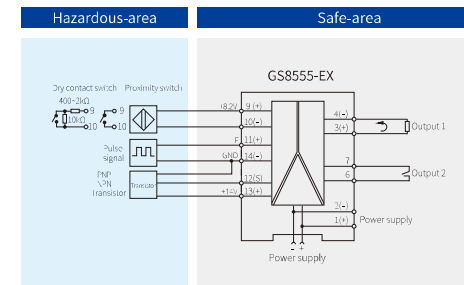 Hazardous-area
Safe-area
GS8555-EX
Dry contact switch
Proximity switch
400~2kΩ
10kΩ
9
10
9
10
+8.2V
9 (+)
10(-)
Pulse
signal
F
11(+)
GND
14(-)
PNP
NPN
Transistor
Transistor
12(S)
+14V
13(+)
4(-)
3(+)
Output 1
7
6
Output 2
2(-)
1(+)
Power supply
- +
Power supply